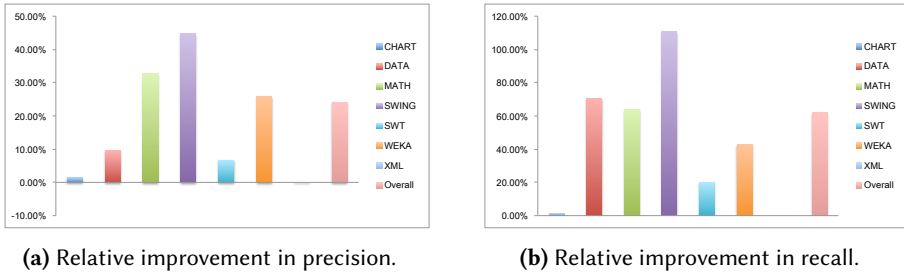 50.00%
40.00%
30.00%
20.00%
10.00%
0.00%
-10.00%
CHART
DATA
MATH
SWING
SWT
WEKA
XML
Overall
(a) Relative improvement in precision.
120.00%
100.00%
80.00%
60.00%
40.00%
20.00%
0.00%
CHART
DATA
MATH
SWING
SWT
WEKA
XML
Overall
(b) Relative improvement in recall.